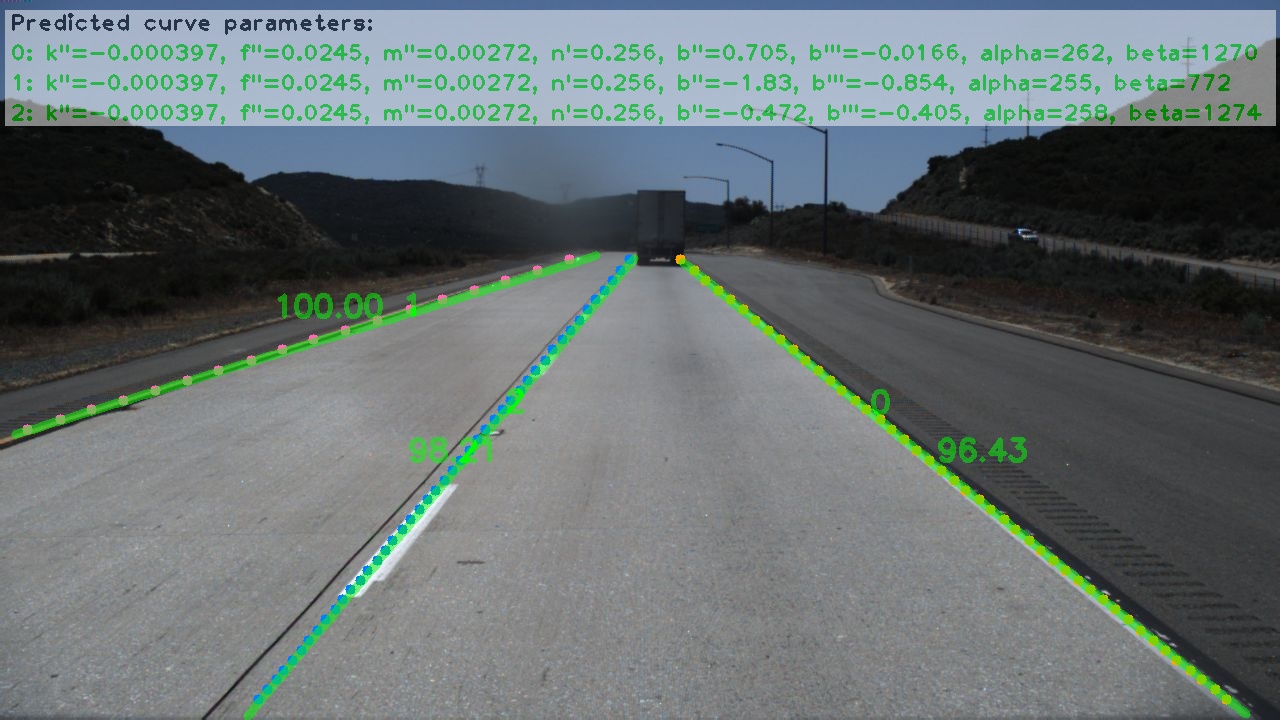 Predicted curve parameters:
0: k''=-0.000397, f''=0.0245, m''=0.00272, n'=0.256, b''=0.705, b'''=-0.0166, alpha=262, beta=1270
1: k''=-0.000397, f''=0.0245, m''=0.00272, n'=0.256, b''=-1.83, b'''=-0.854, alpha=255, beta=772
2: k''=-0.000397, f''=0.0245, m''=0.00272, n'=0.256, b''=-0.472, b'''=-0.405, alpha=258, beta=1274
100.00 1
0
2
98.21
96.43